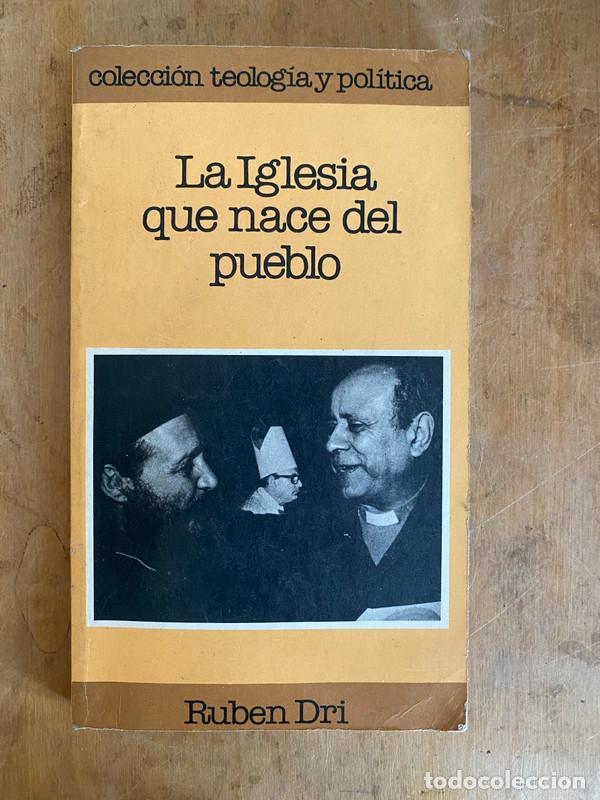 colección teología y política
La Iglesia
que nace del
pueblo
Ruben Dri
todocoleccion